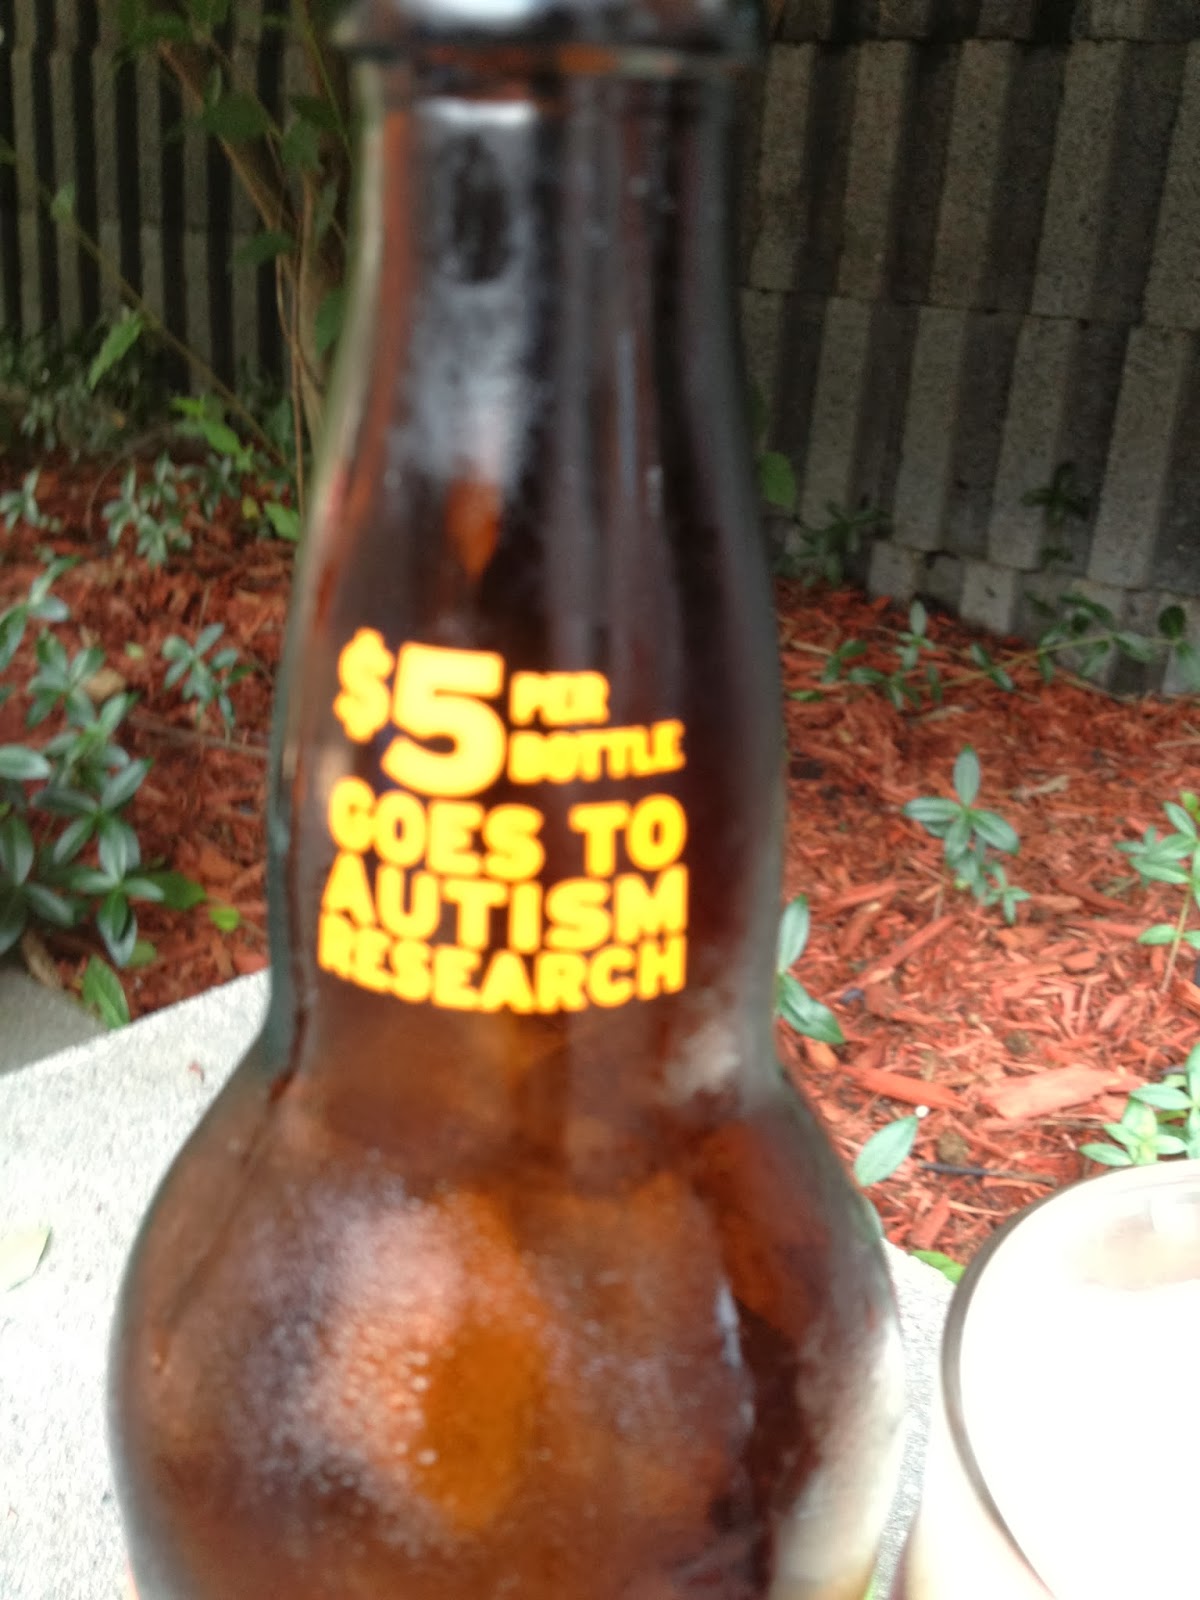 $5 PER
BOTTLE
GOES TO
AUTISM
RESEARCH